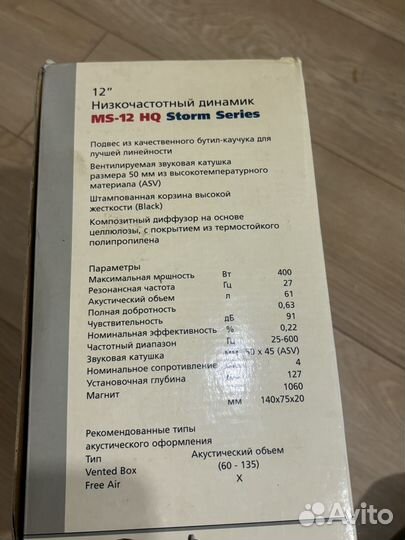 12"
Низкочастотный динамик
MS-12 HQ Storm Series
Подвес из качественного бутил-каучука для
лучшей линейности
Вентилируемая звуковая катушка
размера 50 мм из высокотемпературного
материала (ASV)
Штампованная корзина высокой
жесткости (Black)
Композитный диффузор на основе
целлюлозы, с покрытием из термостойкого
полипропилена
Параметры
Максимальная мощность Вт 400
Резонансная частота Гц 27
Акустический объем л 61
Полная добротность 0,63
Чувствительность дБ 91
Номинальная эффективность % 0,22
Частотный диапазон Гц 25-600
Звуковая катушка мм 50 x 45 (ASV)
Номинальное сопротивление 4
Установочная глубина 127
Магнит 1060
мм 140x75x20
Рекомендованные типы
акустического оформления
Тип Акустический объем
Vented Box (60 - 135)
Free Air X
Avito